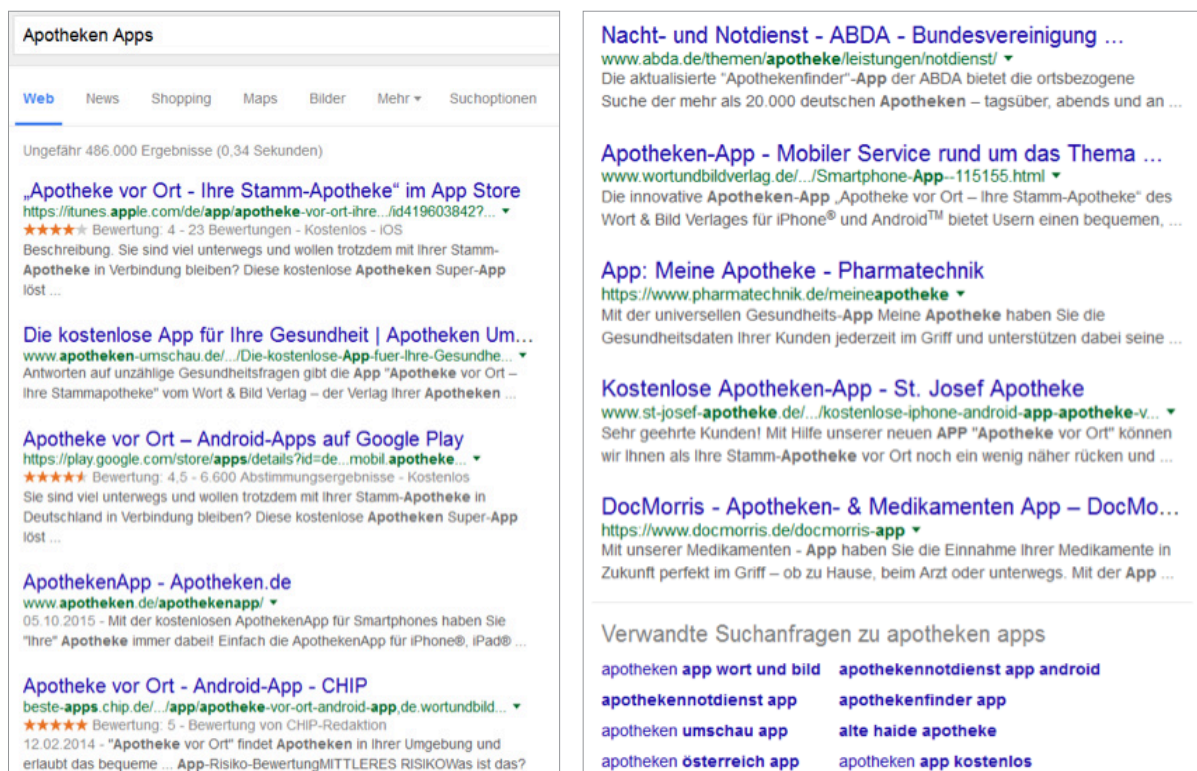 Apotheken Apps
Web News Shopping Maps Bilder Mehr Suchoptionen
Ungefähr 486.000 Ergebnisse (0,34 Sekunden)
„Apotheke vor Ort - Ihre Stamm-Apotheke“ im App Store
https://itunes.apple.com/de/app/apotheke-vor-ort-ihre.../id419603842?...
Bewertung: 4 - 23 Bewertungen - Kostenlos - iOS
Beschreibung. Sie sind viel unterwegs und wollen trotzdem mit Ihrer Stamm-
Apotheke in Verbindung bleiben? Diese kostenlose Apotheken Super-App
löst ...
Die kostenlose App für Ihre Gesundheit | Apotheken Um...
www.apotheken-umschau.de/.../Die-kostenlose-App-fuer-Ihre-Gesundhe...
Antworten auf unzählige Gesundheitsfragen gibt die App "Apotheke vor Ort –
Ihre Stammapotheke" vom Wort & Bild Verlag – der Verlag Ihrer Apotheken ...
Apotheke vor Ort – Android-Apps auf Google Play
https://play.google.com/store/apps/details?id=de...mobil.apotheke...
Bewertung: 4,5 - 6.600 Abstimmungsergebnisse - Kostenlos
Sie sind viel unterwegs und wollen trotzdem mit Ihrer Stamm-Apotheke in
Deutschland in Verbindung bleiben? Diese kostenlose Apotheken Super-App
löst ...
ApothekenApp - Apotheken.de
www.apotheken.de/apothekenapp/
05.10.2015 - Mit der kostenlosen ApothekenApp für Smartphones haben Sie
"Ihre" Apotheke immer dabei! Einfach die ApothekenApp für iPhone®, iPad® ...
Apotheke vor Ort - Android-App - CHIP
beste-apps.chip.de/.../app/apotheke-vor-ort-android-app,de.wortundbild...
Bewertung: 5 - Bewertung von CHIP-Redaktion
12.02.2014 - "Apotheke vor Ort" findet Apotheken in Ihrer Umgebung und
erlaubt das bequeme ... App-Risiko-BewertungMITTLERES RISIKOWas ist das?
Nacht- und Notdienst - ABDA - Bundesvereinigung ...
www.abda.de/themen/apotheke/leistungen/notdienst/
Die aktualisierte "Apothekenfinder"-App der ABDA bietet die ortsbezogene
Suche der mehr als 20.000 deutschen Apotheken – tagsüber, abends und an ...
Apotheken-App - Mobiler Service rund um das Thema ...
www.wortundbildverlag.de/.../Smartphone-App--115155.html
Die innovative Apotheken-App „Apotheke vor Ort – Ihre Stamm-Apotheke“ des
Wort & Bild Verlages für iPhone® und Android™ bietet Usern einen bequemen, ...
App: Meine Apotheke - Pharmatechnik
https://www.pharmatechnik.de/meineapotheke
Mit der universellen Gesundheits-App Meine Apotheke haben Sie die
Gesundheitsdaten Ihrer Kunden jederzeit im Griff und unterstützen dabei seine ...
Kostenlose Apotheken-App - St. Josef Apotheke
www.st-josef-apotheke.de/.../kostenlose-iphone-android-app-apotheke-v...
Sehr geehrte Kunden! Mit Hilfe unserer neuen APP "Apotheke vor Ort" können
wir Ihnen als Ihre Stamm-Apotheke vor Ort noch ein wenig näher rücken und ...
DocMorris - Apotheken- & Medikamenten App – DocMo...
https://www.docmorris.de/docmorris-app
Mit unserer Medikamenten - App haben Sie die Einnahme Ihrer Medikamente in
Zukunft perfekt im Griff – ob zu Hause, beim Arzt oder unterwegs. Mit der App ...
Verwandte Suchanfragen zu apotheken apps
apotheken app wort und bild apothekennotdienst app android
apothekennotdienst app apothekenfinder app
apotheken umschau app alte haide apotheke
apotheken österreich app apotheken app kostenlos